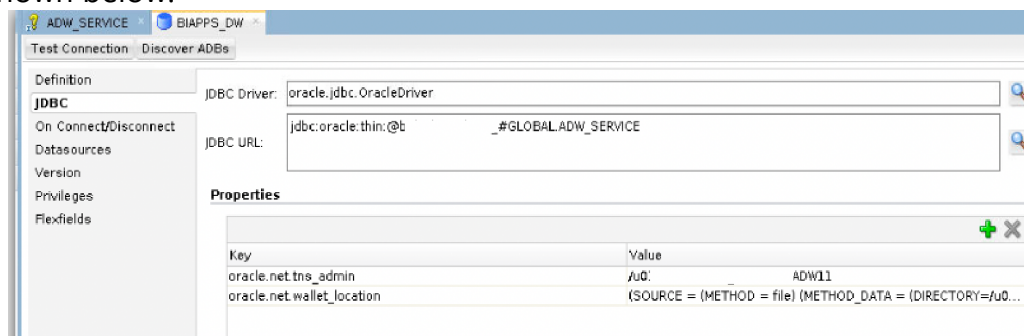 nown below.
ADW_SERVICE BIAPPS_DW
Test Connection Discover ADBs
Definition
JDBC
On Connect/Disconnect
Datasources
Version
Privileges
Flexfields
JDBC Driver: oracle.jdbc.OracleDriver
JDBC URL: jdbc:oracle:thin:@b _#GLOBAL.ADW_SERVICE
Properties
Key Value
oracle.net.tns_admin /u0 _ ADW11
oracle.net.wallet_location (SOURCE = (METHOD = file) (METHOD_DATA = (DIRECTORY=/u0...